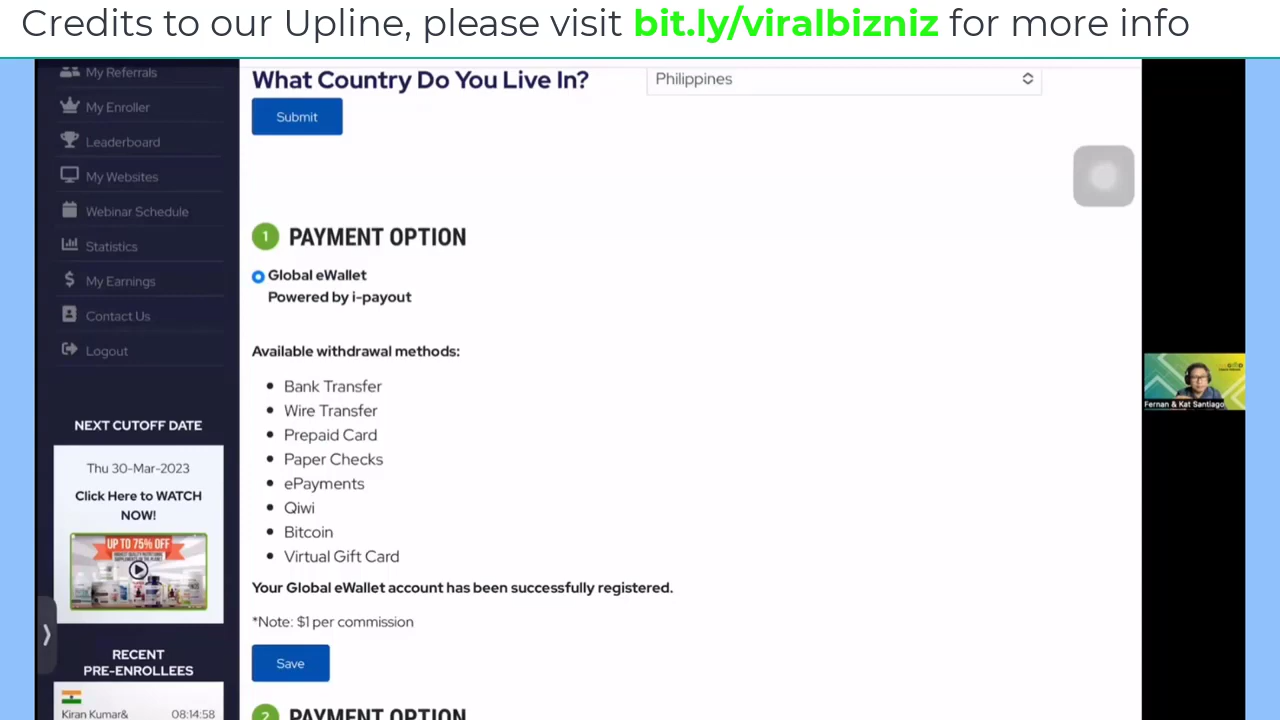 Credits to our Upline, please visit bit.ly/viralbizniz for more info
My Referrals
My Enroller
Leaderboard
My Websites
Webinar Schedule
Statistics
My Earnings
Contact Us
Logout
NEXT CUTOFF DATE
Thu 30-Mar-2023
Click Here to WATCH
NOW!
UP TO 75% OFF
RECENT
PRE-ENROLLEES
Kiran Kumar& 08:14:58
What Country Do You Live In? Philippines
Submit
1 PAYMENT OPTION
Global eWallet
Powered by i-payout
Available withdrawal methods:
Bank Transfer
Wire Transfer
Prepaid Card
Paper Checks
ePayments
Qiwi
Bitcoin
Virtual Gift Card
Your Global eWallet account has been successfully registered.
*Note: $1 per commission
Save
2 PAYMENT OPTION
Fernan & Kat Santiago